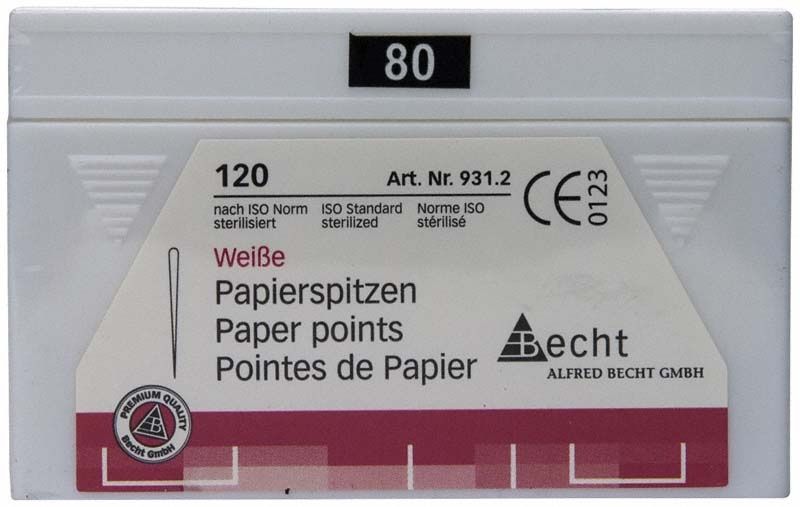 80
120 Art. Nr. 931.2
nach ISO Norm ISO Standard Norme ISO
sterilisiert sterilized stérilisé
CE 0123
Weiße
Papierspitzen
Paper points
Pointes de Papier
Becht
ALFRED BECHT GMBH
PREMIUM QUALITY
B
Becht GmbH